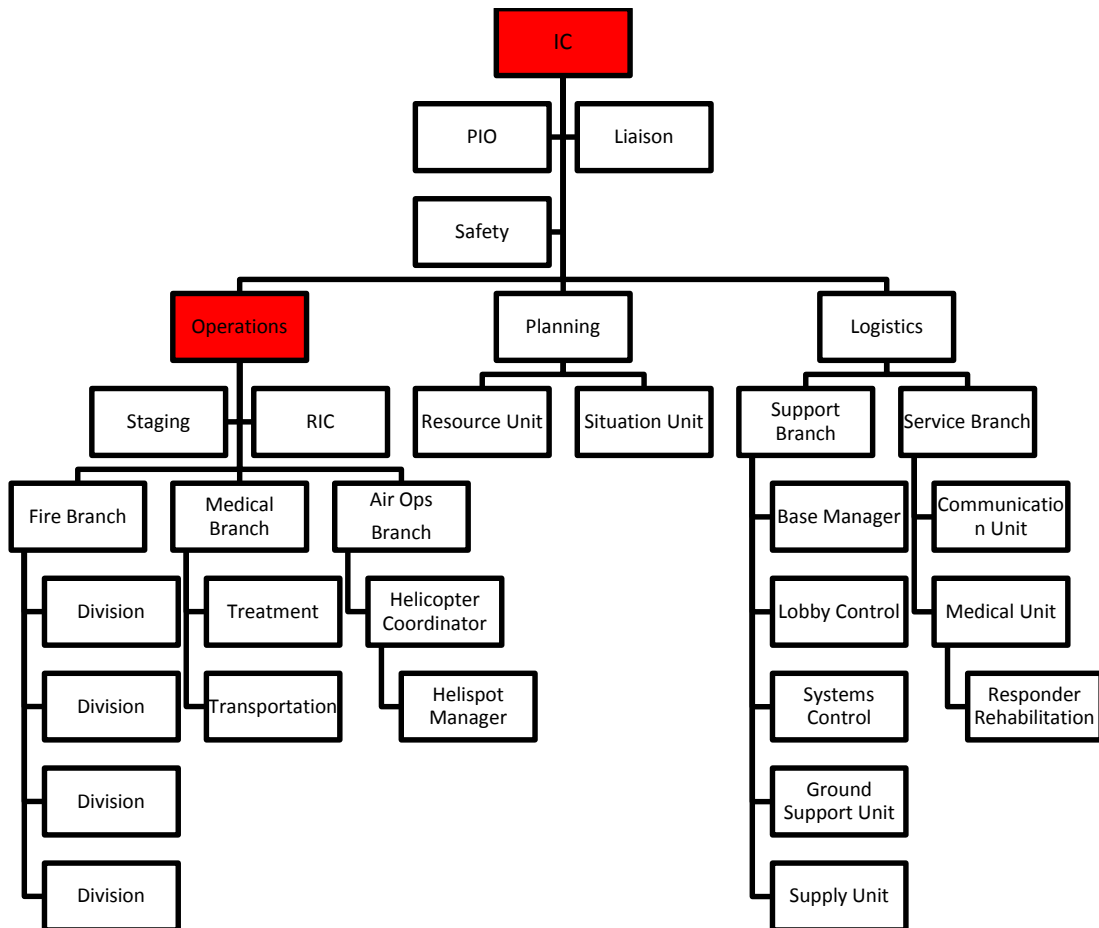 IC
PIO
Liaison
Safety
Operations
Planning
Logistics
Staging
RIC
Resource Unit
Situation Unit
Support
Branch
Service Branch
Fire Branch
Medical
Branch
Air Ops
Branch
Base Manager
Communicatio
n Unit
Division
Treatment
Helicopter
Coordinator
Lobby Control
Medical Unit
Division
Transportation
Helispot
Manager
Systems
Control
Responder
Rehabilitation
Division
Ground
Support Unit
Division
Supply Unit